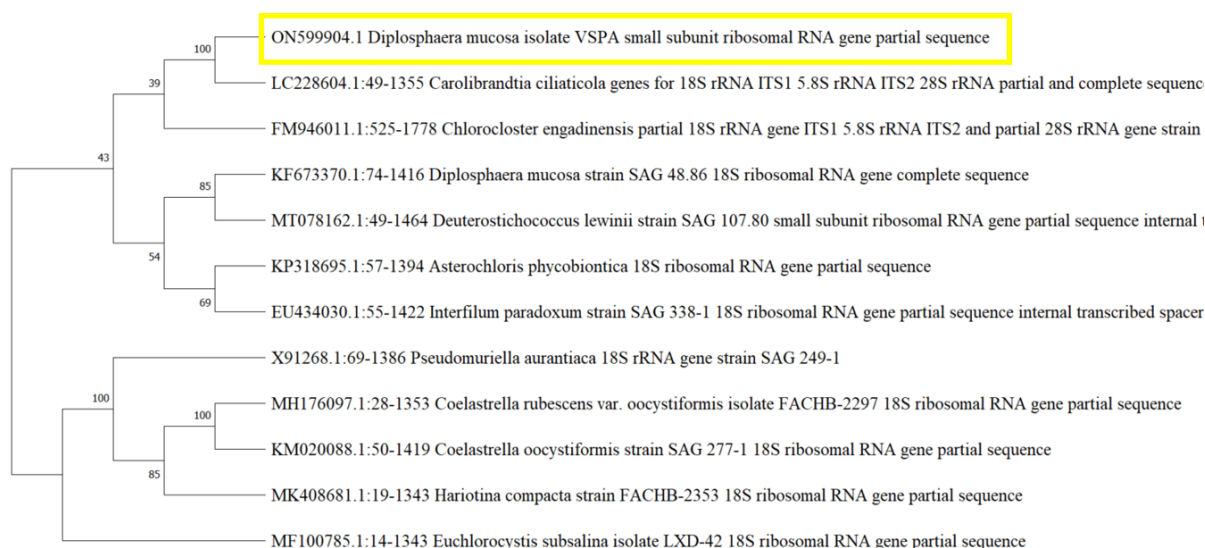 ON599904.1 Diplosphaera mucosa isolate VSPA small subunit ribosomal RNA gene partial sequence
100
LC228604.1:49-1355 Carolibrandtia ciliaticola genes for 18S rRNA ITS1 5.8S rRNA ITS2 28S rRNA partial and complete sequence
39
FM946011.1:525-1778 Chlorocloster engadinensis partial 18S rRNA gene ITS1 5.8S rRNA ITS2 and partial 28S rRNA gene strain
43
KF673370.1:74-1416 Diplosphaera mucosa strain SAG 48.86 18S ribosomal RNA gene complete sequence
85
MT078162.1:49-1464 Deuterostichococcus lewinii strain SAG 107.80 small subunit ribosomal RNA gene partial sequence internal t
54
KP318695.1:57-1394 Asterochloris phycobiontica 18S ribosomal RNA gene partial sequence
69
EU434030.1:55-1422 Interfilum paradoxum strain SAG 338-1 18S ribosomal RNA gene partial sequence internal transcribed spacer
X91268.1:69-1386 Pseudomuriella aurantiaca 18S rRNA gene strain SAG 249-1
100
MH176097.1:28-1353 Coelastrella rubescens var. oocystiformis isolate FACHB-2297 18S ribosomal RNA gene partial sequence
100
KM020088.1:50-1419 Coelastrella oocystiformis strain SAG 277-1 18S ribosomal RNA gene partial sequence
85
MK408681.1:19-1343 Hariotina compacta strain FACHB-2353 18S ribosomal RNA gene partial sequence
MF100785.1:14-1343 Euchlorocystis subsalina isolate LXD-42 18S ribosomal RNA gene partial sequence